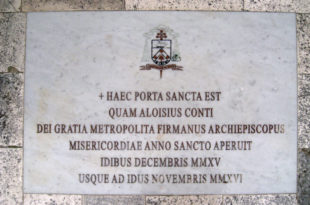 + HAEC PORTA SANCTA EST
QUAM ALOISIUS CONTI
DEI GRATIA METROPOLITA FIRMANUS ARCHIEPISCOPUS
MISERICORDIAE ANNO SANCTO APERUIT
IDIBUS DECEMBRIS MMXV
USQUE AD IDUS NOVEMBRIS MMXVI